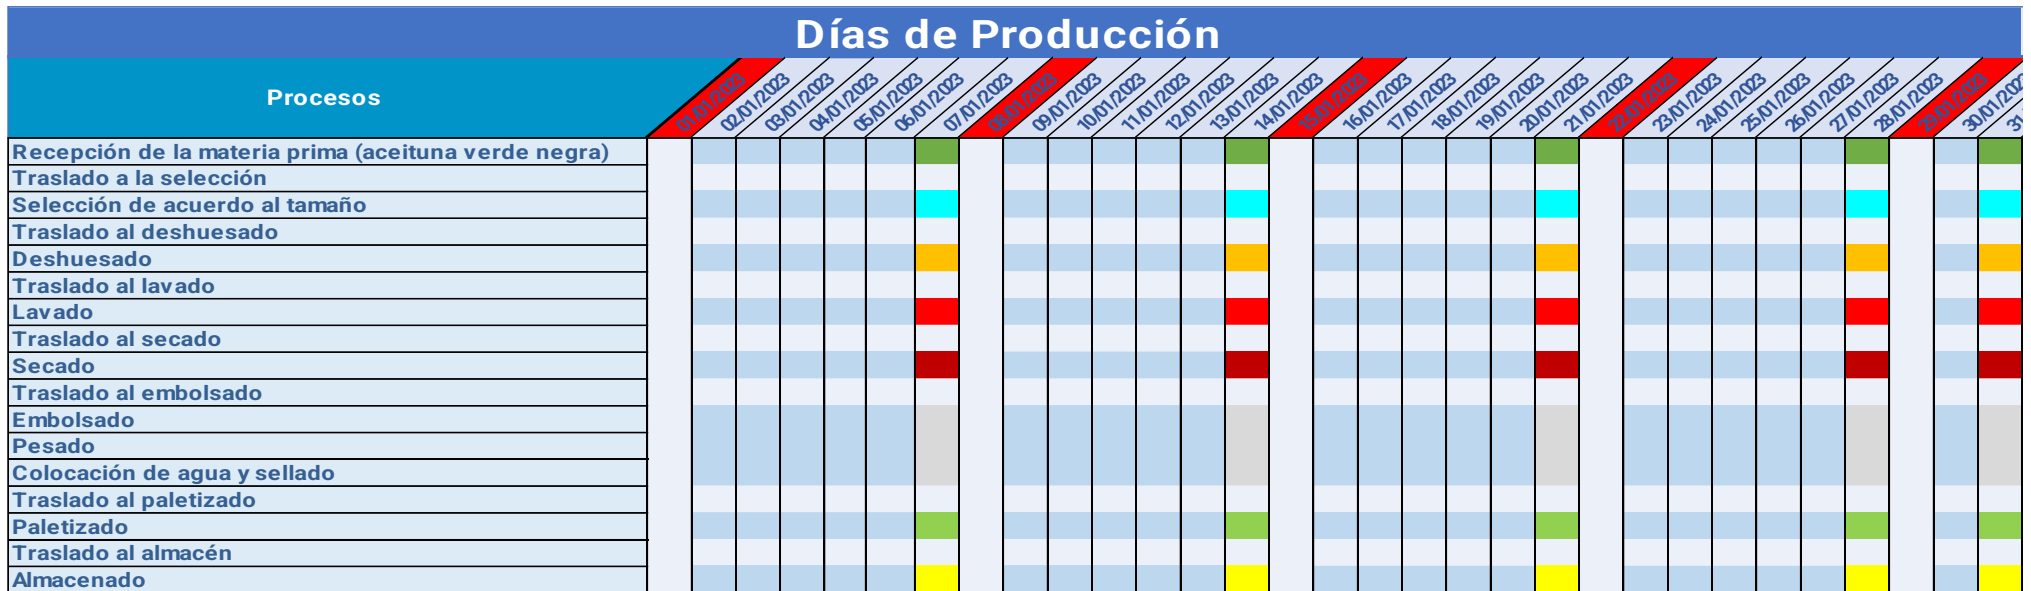 Días de Producción
Procesos
01/01/2023
02/01/2023
03/01/2023
04/01/2023
05/01/2023
06/01/2023
07/01/2023
08/01/2023
09/01/2023
10/01/2023
11/01/2023
12/01/2023
13/01/2023
14/01/2023
15/01/2023
16/01/2023
17/01/2023
18/01/2023
19/01/2023
20/01/2023
21/01/2023
22/01/2023
23/01/2023
24/01/2023
25/01/2023
26/01/2023
27/01/2023
28/01/2023
29/01/2023
30/01/2023
31
Recepción de la materia prima (aceituna verde negra)
Traslado a la selección
Selección de acuerdo al tamaño
Traslado al deshuesado
Deshuesado
Traslado al lavado
Lavado
Traslado al secado
Secado
Traslado al embolsado
Embolsado
Pesado
Colocación de agua y sellado
Traslado al paletizado
Paletizado
Traslado al almacén
Almacenado